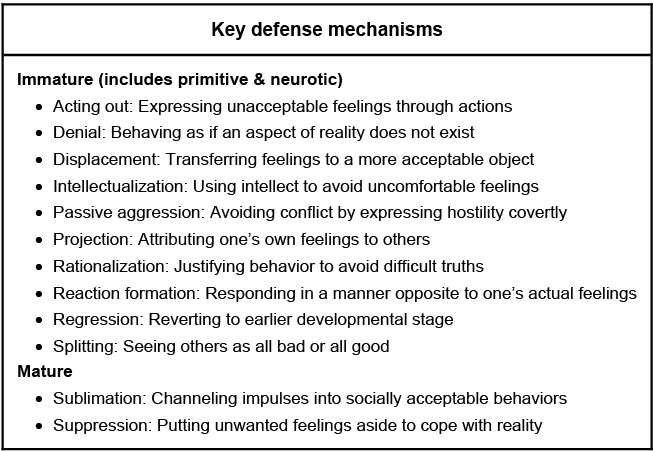 Key defense mechanisms
Immature (includes primitive & neurotic)
• Acting out: Expressing unacceptable feelings through actions
• Denial: Behaving as if an aspect of reality does not exist
• Displacement: Transferring feelings to a more acceptable object
• Intellectualization: Using intellect to avoid uncomfortable feelings
• Passive aggression: Avoiding conflict by expressing hostility covertly
• Projection: Attributing one's own feelings to others
• Rationalization: Justifying behavior to avoid difficult truths
• Reaction formation: Responding in a manner opposite to one's actual feelings
• Regression: Reverting to earlier developmental stage
• Splitting: Seeing others as all bad or all good
Mature
• Sublimation: Channeling impulses into socially acceptable behaviors
• Suppression: Putting unwanted feelings aside to cope with reality